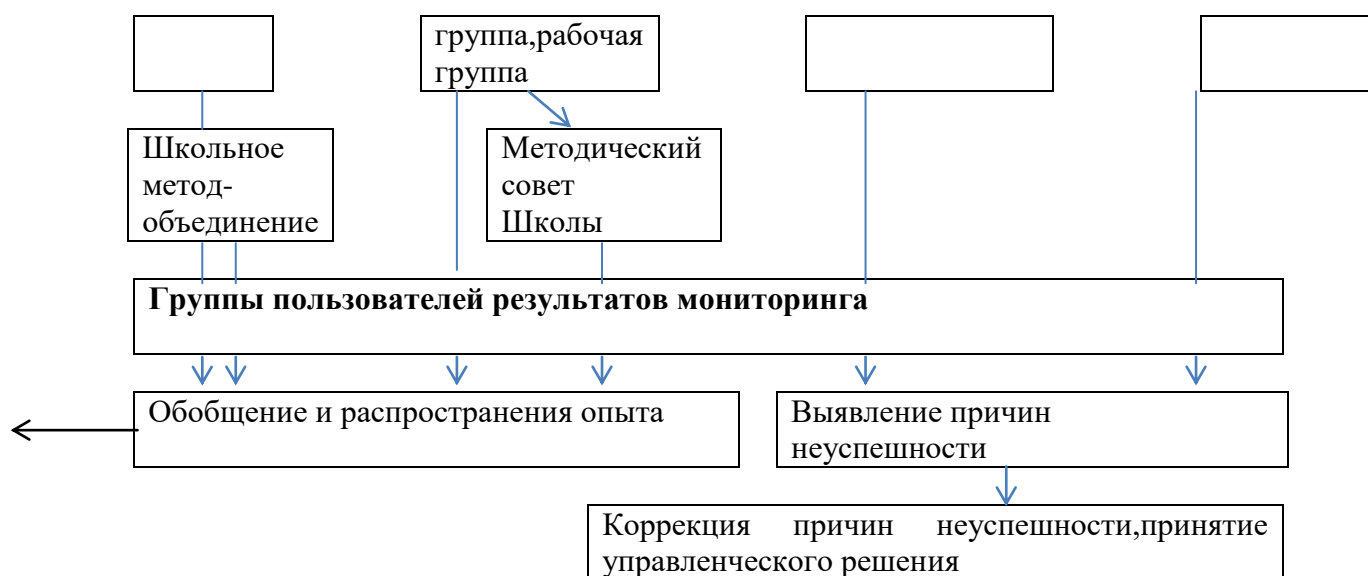 группа,рабочая
группа
Школьное
метод-
объединение
Методический
совет
Школы
Группы пользователей результатов мониторинга
Обобщение и распространения опыта
Выявление причин
неуспешности
Коррекция причин неуспешности,принятие
управленческого решения